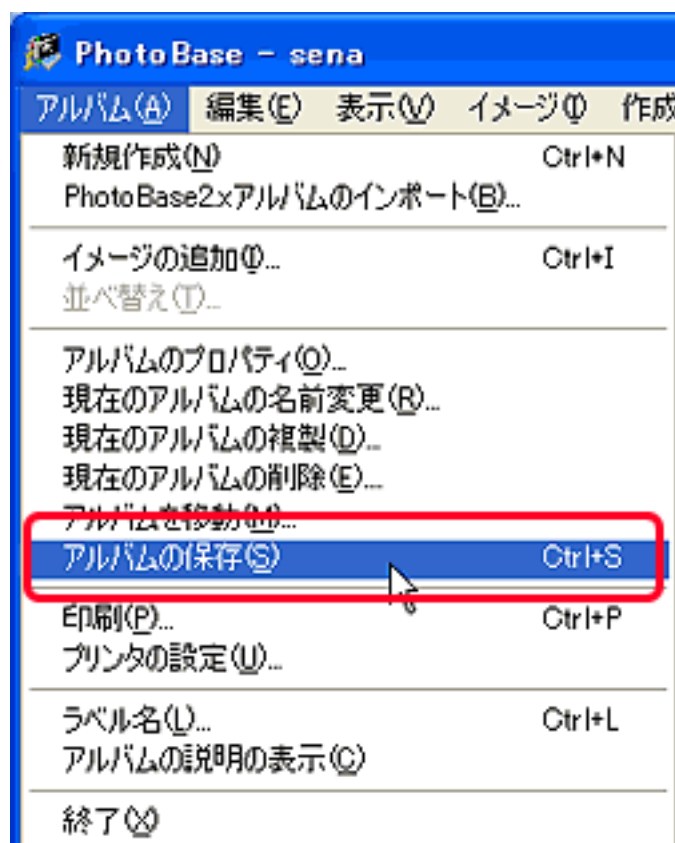 PhotoBase - sena
アルバム(A) 編集(E) 表示(V) イメージ(I) 作成
新規作成(N) Ctrl+N
PhotoBase2xアルバムのインポート(B)...
イメージの追加(I)... Ctrl+I
並べ替え(T)...
アルバムのプロパティ(O)...
現在のアルバムの名前変更(R)...
現在のアルバムの複製(D)...
現在のアルバムの削除(E)...
アルバムを移動(M)...
アルバムの保存(S) Ctrl+S
印刷(P)... Ctrl+P
プリンタの設定(U)...
ラベル名(L)... Ctrl+L
アルバムの説明の表示(C)
終了(X)